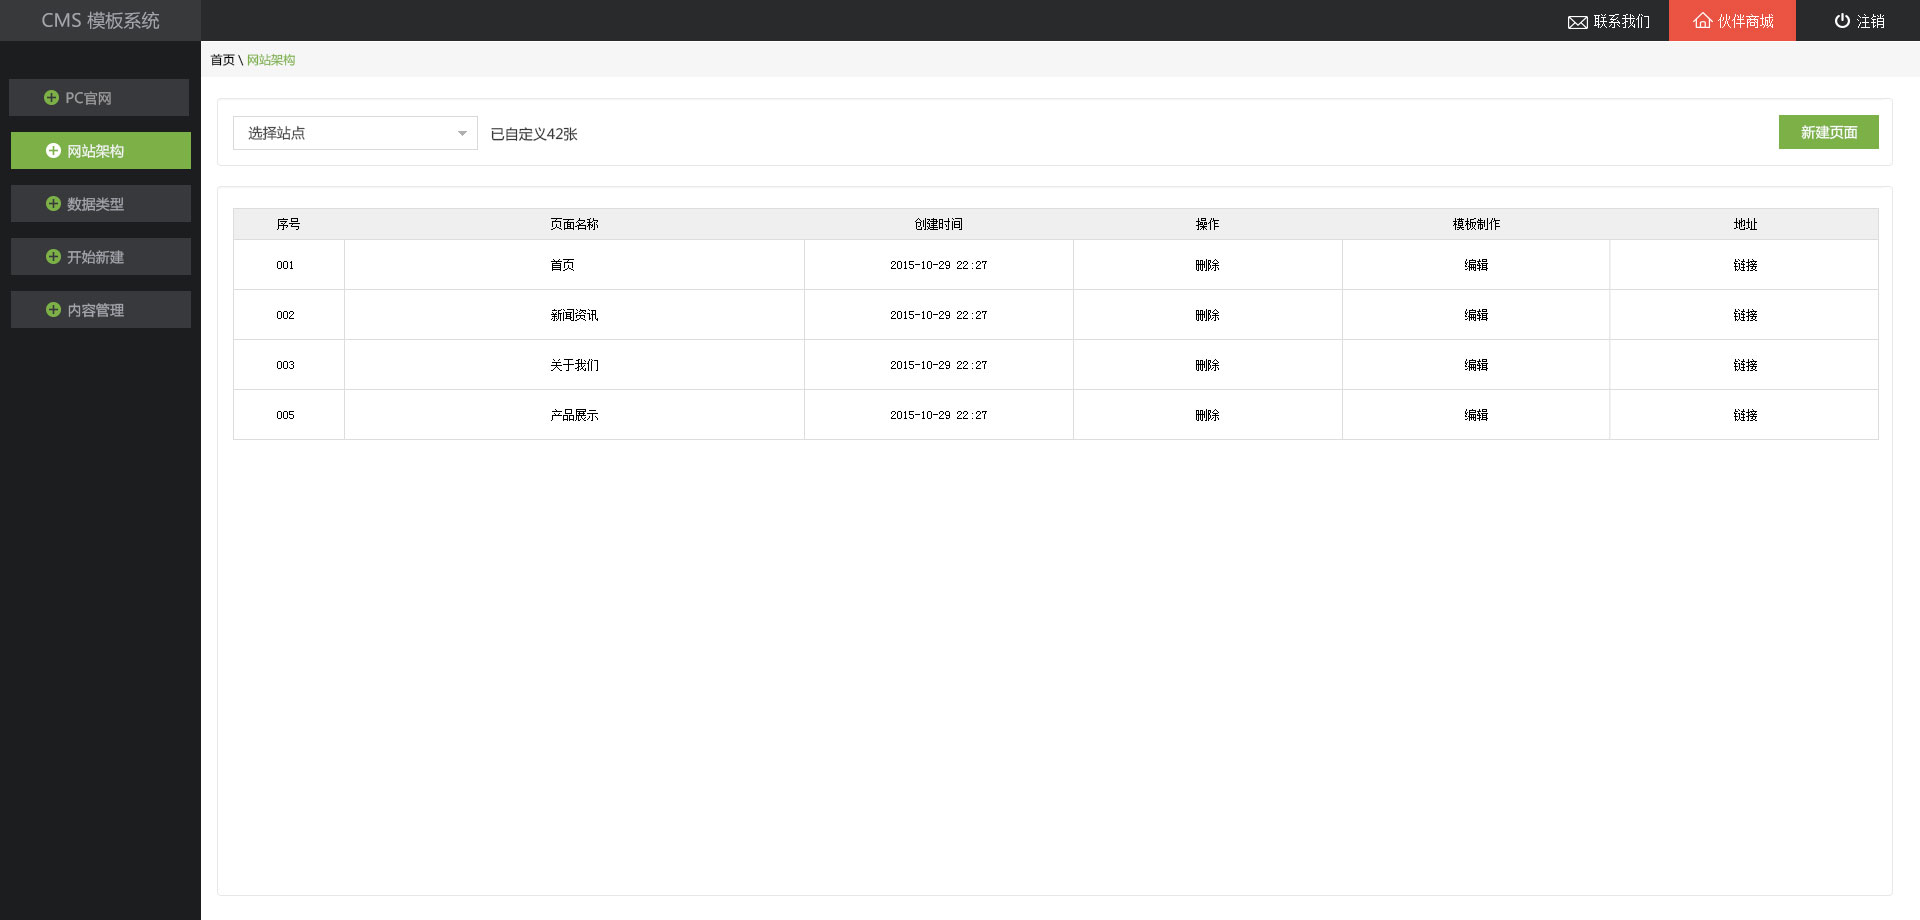 CMS 模板系统
联系我们
伙伴商城
注销
首页 \ 网站架构
PC官网
网站架构
数据类型
开始新建
内容管理
选择站点
已自定义42张
新建页面
序号 页面名称 创建时间 操作 模板制作 地址
001 首页 2015-10-29 22:27 删除 编辑 链接
002 新闻资讯 2015-10-29 22:27 删除 编辑 链接
003 关于我们 2015-10-29 22:27 删除 编辑 链接
005 产品展示 2015-10-29 22:27 删除 编辑 链接